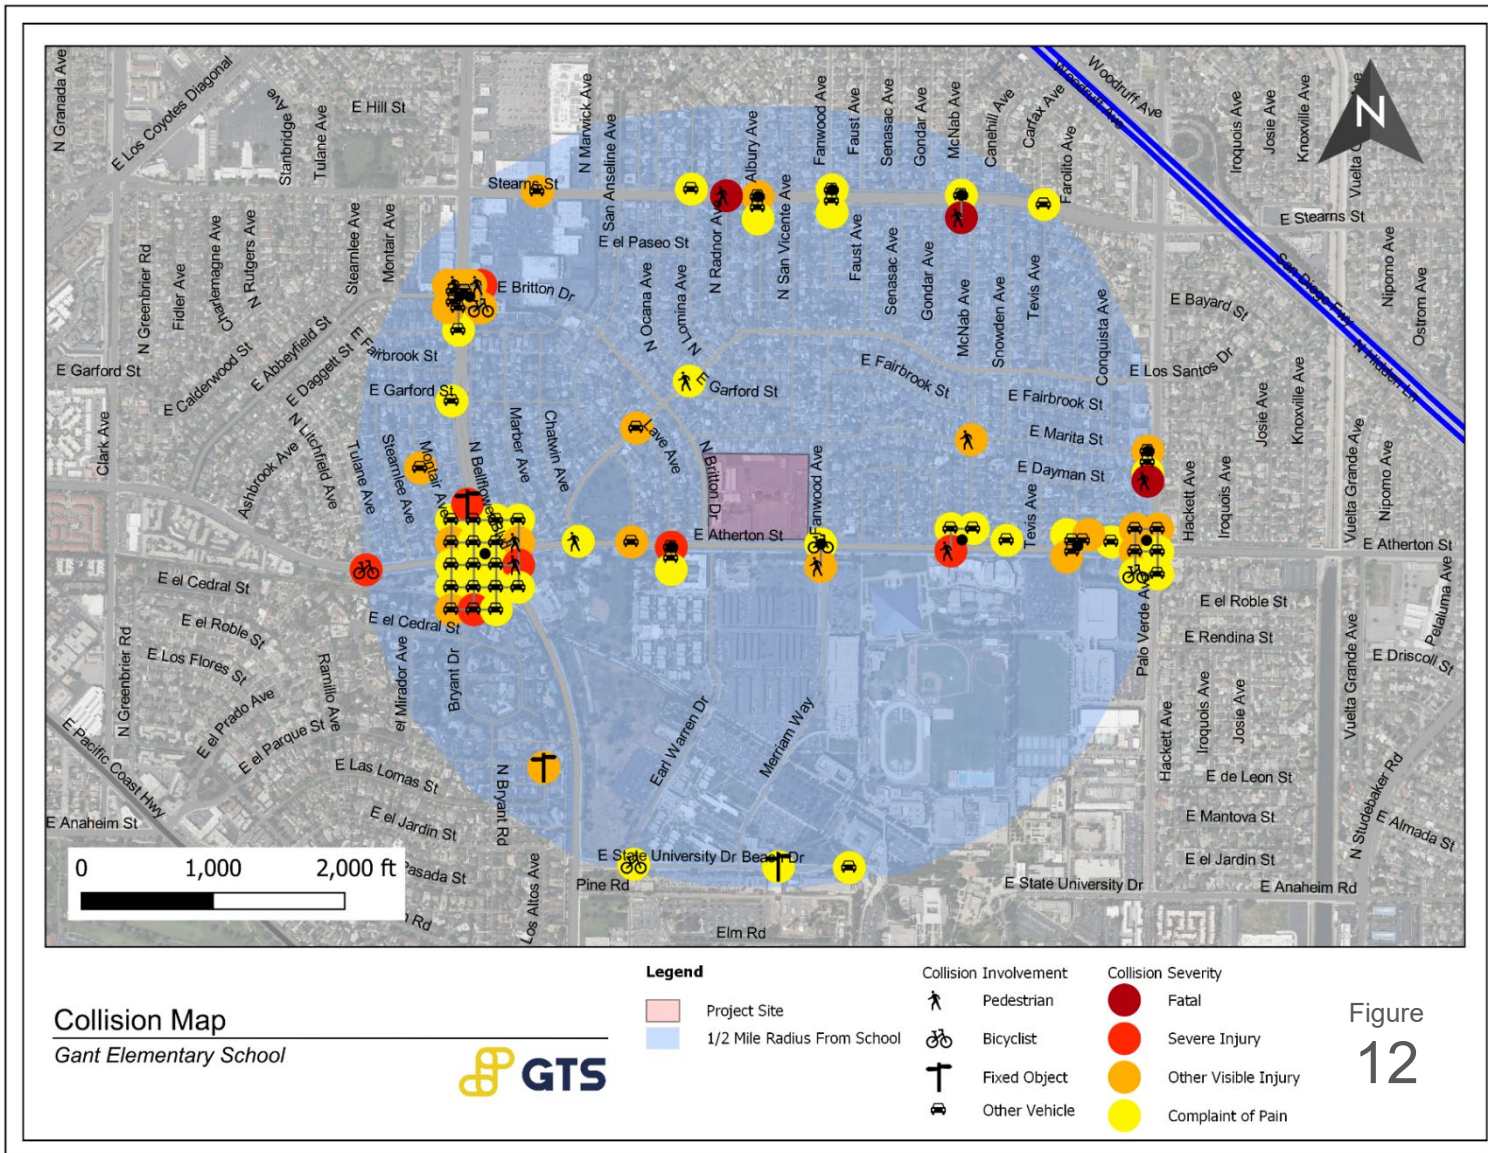 N Granada Ave
E Los Coyotes Diagonal
Stanbridge Ave
Tulane Ave
E Hill St
N Marwick Ave
San Anseline Ave
Albury Ave
Fanwood Ave
Faust Ave
Senasac Ave
Gondar Ave
McNab Ave
Canehill Ave
Carfax Ave
Farolito Ave
Woodruff Ave
Woodruff Ave
Iroquois Ave
Josie Ave
Knoxville Ave
N
Stearns St
E Stearns St
E el Paseo St
N Radnor Ave
N San Vicente Ave
Faust Ave
Senasac Ave
Gondar Ave
McNab Ave
Snowden Ave
Tevis Ave
Conquista Ave
San Diego Fwy
N Hidden Ln
Nipomo Ave
Ostrom Ave
N Greenbrier Rd
Fidler Ave
Charlemagne Ave
N Rutgers Ave
Stearnlee Ave
Montair Ave
E Britton Dr
N Ocana Ave
N Lomina Ave
E Bayard St
E Abbeyfield St
E Daggett St
E Fairbrook St
E Calderwood St
E Garford St
E Garford St
E Garford St
E Fairbrook St
E Fairbrook St
E Los Santos Dr
E Marita St
E Dayman St
Clark Ave
Ashbrook Ave
N Litchfield Ave
Tulane Ave
Stearnlee Ave
Montair Ave
N Bellflower Blvd
Marber Ave
Chatwin Ave
Lave Ave
N Britton Dr
Fanwood Ave
Tevis Ave
Hackett Ave
Iroquois Ave
Josie Ave
Knoxville Ave
Vuelta Grande Ave
Nipomo Ave
E Atherton St
E Atherton St
E el Cedral St
E el Cedral St
E el Roble St
E Los Flores St
E el Prado Ave
E el Parque St
Ramillo Ave
el Mirador Ave
Bryant Dr
N Greenbrier Rd
E Pacific Coast Hwy
E Anaheim St
E Las Lomas St
E el Jardin St
N Bryant Rd
Los Altos Ave
Earl Warren Dr
Merriam Way
Palo Verde Ave
E el Roble St
E Rendina St
Petaluma Ave
E Driscoll St
Hackett Ave
Iroquois Ave
Josie Ave
Vuelta Grande Ave
E de Leon St
E Mantova St
E el Jardin St
N Studebaker Rd
E Almada St
E State University Dr
Beach Dr
Pine Rd
E State University Dr
E Anaheim Rd
Elm Rd
Pasada St
Rd
0 1,000 2,000 ft
Collision Map
Gant Elementary School
GTS
Legend
Project Site
1/2 Mile Radius From School
Collision Involvement
Pedestrian
Bicyclist
Fixed Object
Other Vehicle
Collision Severity
Fatal
Severe Injury
Other Visible Injury
Complaint of Pain
Figure
12